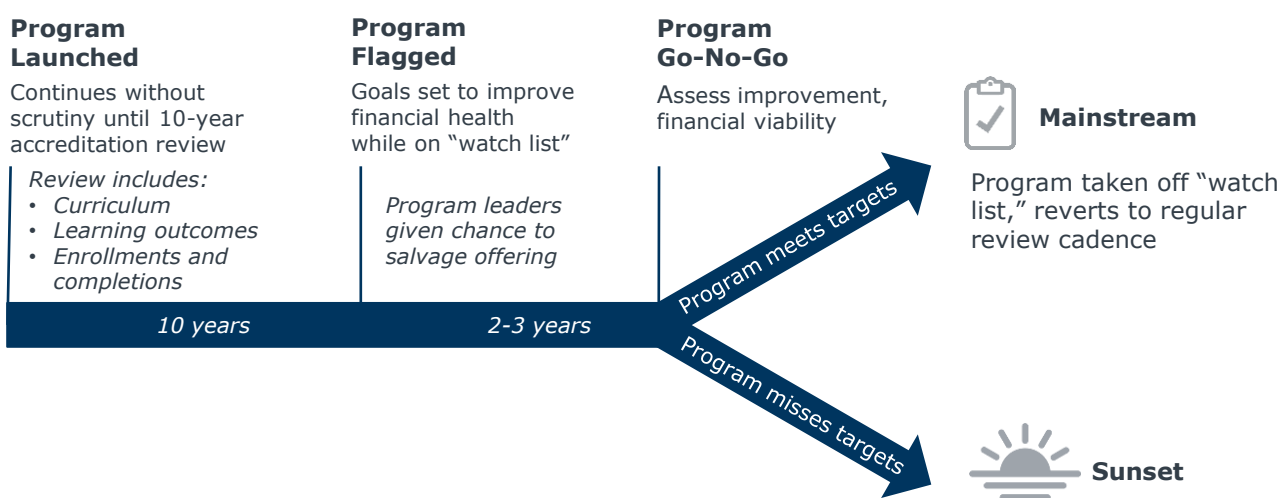 Program
Launched
Continues without
scrutiny until 10-year
accreditation review
Review includes:
• Curriculum
• Learning outcomes
• Enrollments and
completions
10 years
Program
Flagged
Goals set to improve
financial health
while on “watch list”
Program leaders
given chance to
salvage offering
2-3 years
Program
Go-No-Go
Assess improvement,
financial viability
Program meets targets
Program misses targets
Mainstream
Program taken off “watch
list,” reverts to regular
review cadence
Sunset